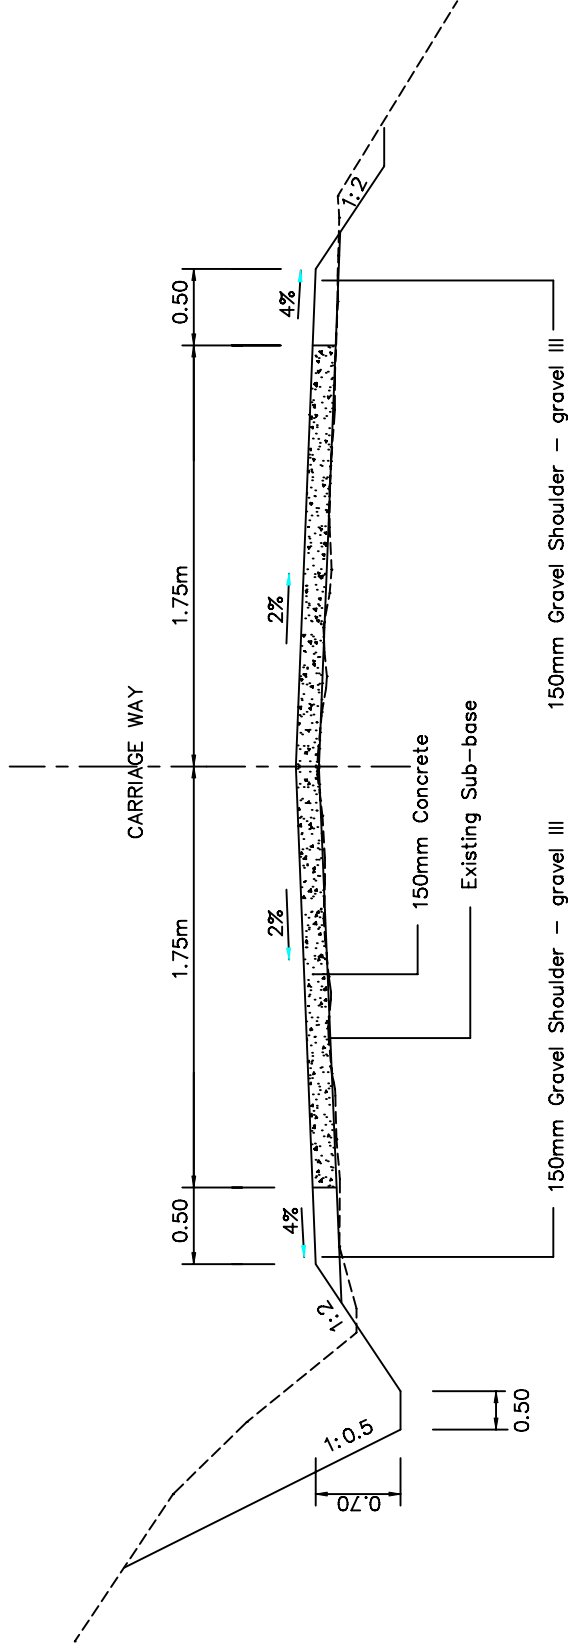 CARRIAGE WAY
0.50
1.75m
1.75m
0.50
4%
2%
2%
4%
1:2
1:2
1:0.5
0.70
0.50
150mm Concrete
Existing Sub-base
150mm Gravel Shoulder - gravel III
150mm Gravel Shoulder - gravel III